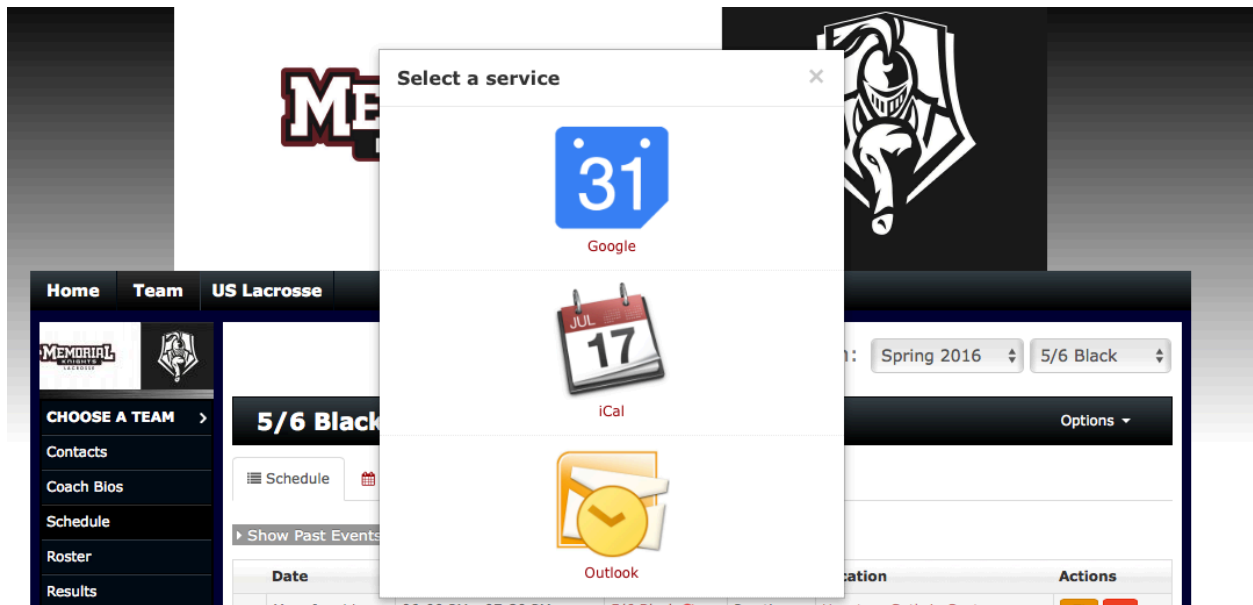 Select a service ×
31
Google
Home Team US Lacrosse
JUL
17
iCal
MEMORIAL
KNIGHTS
LACROSSE
Spring 2016 5/6 Black
CHOOSE A TEAM
5/6 Black Options
Contacts
Coach Bios
Schedule
Schedule
Show Past Events
Roster
Outlook
Date Actions
Results